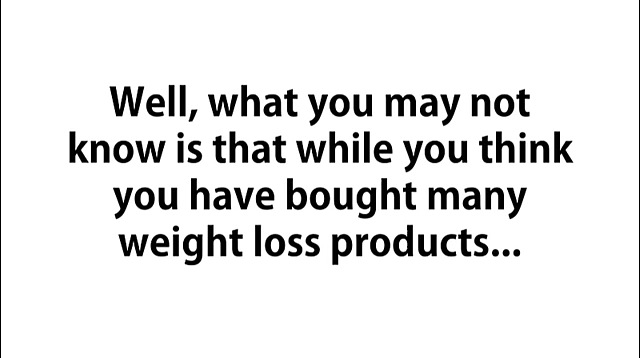 Well, what you may not
know is that while you think
you have bought many
weight loss products...